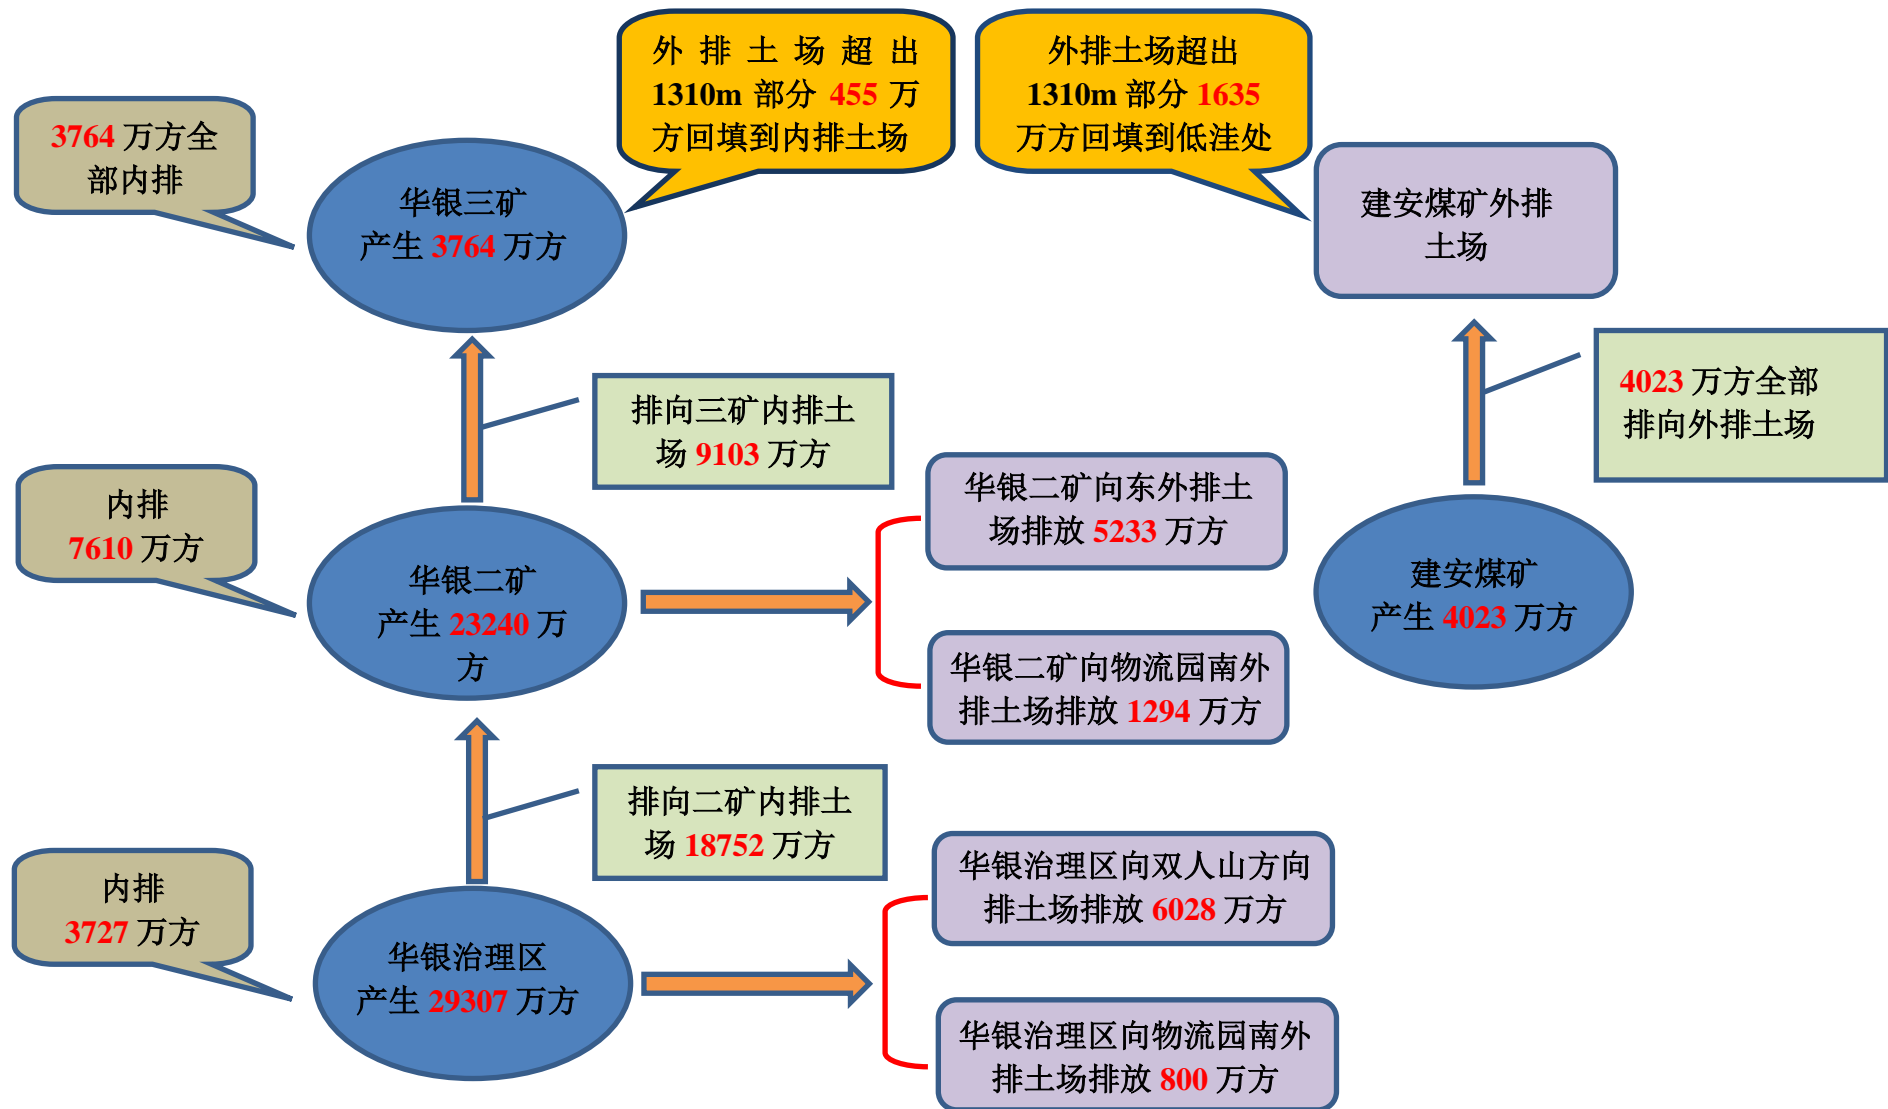 外排土场超出
1310m 部分 455 万
方回填到内排土场
外排土场超出
1310m 部分 1635
万方回填到低洼处
3764 万方全
部内排
华银三矿
产生 3764 万方
建安煤矿外排
土场
排向三矿内排土
场 9103 万方
4023 万方全部
排向外排土场
内排
7610 万方
华银二矿
产生 23240 万
方
华银二矿向东外排土
场排放 5233 万方
华银二矿向物流园南外
排土场排放 1294 万方
建安煤矿
产生 4023 万方
排向二矿内排土
场 18752 万方
内排
3727 万方
华银治理区
产生 29307 万方
华银治理区向双人山方向
排土场排放 6028 万方
华银治理区向物流园南外
排土场排放 800 万方